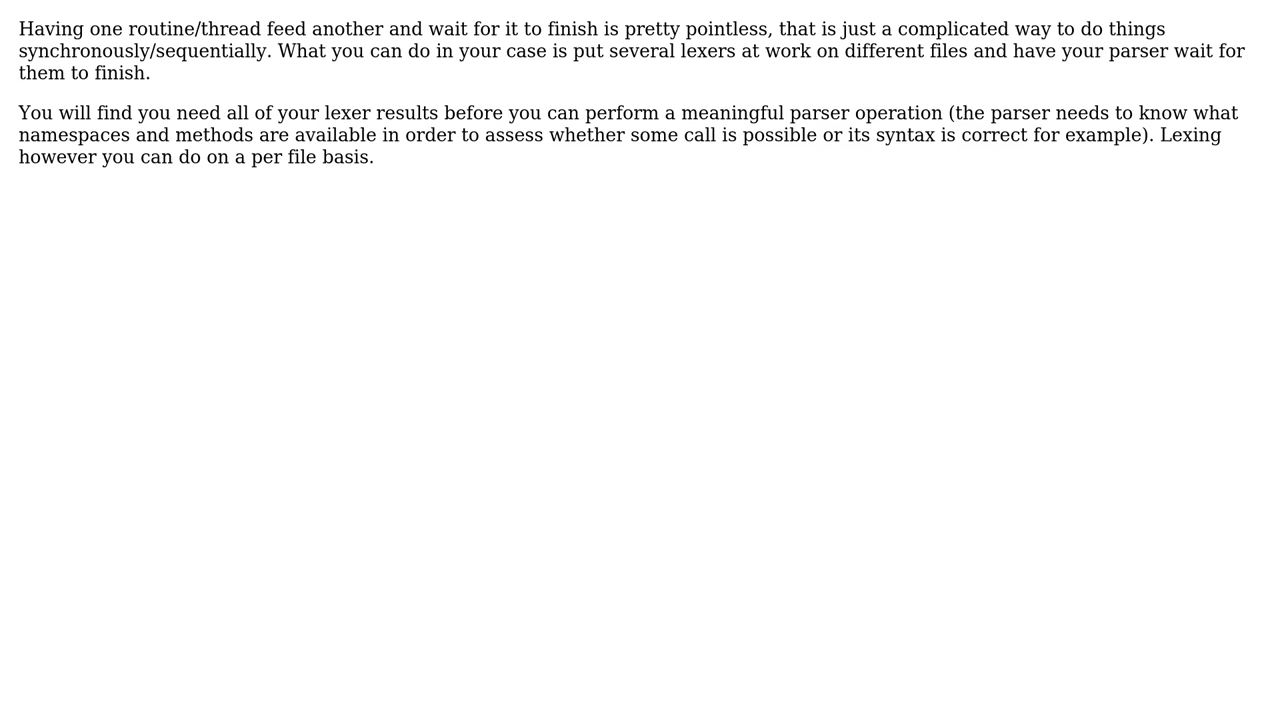 Having one routine/thread feed another and wait for it to finish is pretty pointless, that is just a complicated way to do things
synchronously/sequentially. What you can do in your case is put several lexers at work on different files and have your parser wait for
them to finish.
You will find you need all of your lexer results before you can perform a meaningful parser operation (the parser needs to know what
namespaces and methods are available in order to assess whether some call is possible or its syntax is correct for example). Lexing
however you can do on a per file basis.